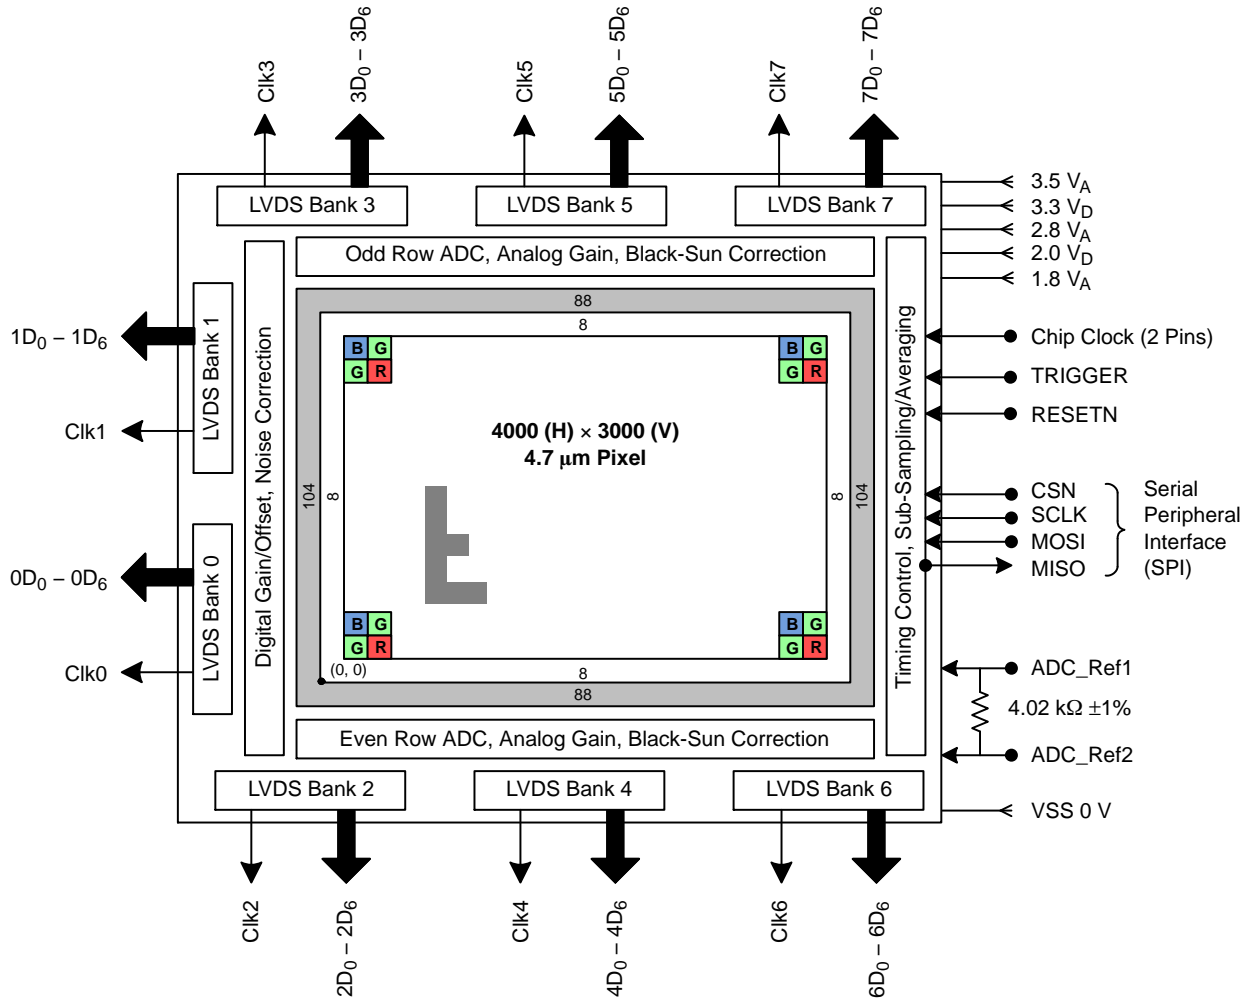 3D0 – 3D6
5D0 – 5D6
7D0 – 7D6
Clk3
Clk5
Clk7
LVDS Bank 3
LVDS Bank 5
LVDS Bank 7
3.5 VA
3.3 VD
2.8 VA
2.0 VD
1.8 VA
Odd Row ADC, Analog Gain, Black-Sun Correction
88
8
1D0 – 1D6
Clk1
LVDS Bank 1
0D0 – 0D6
Clk0
LVDS Bank 0
Digital Gain/Offset, Noise Correction
104
8
B G
G R
B G
G R
4000 (H) × 3000 (V)
4.7 µm Pixel
B G
G R
B G
G R
(0, 0)
8
88
8
104
Timing Control, Sub-Sampling/Averaging
Chip Clock (2 Pins)
TRIGGER
RESETN
CSN
SCLK
MOSI
MISO
Serial
Peripheral
Interface
(SPI)
ADC_Ref1
4.02 kΩ ±1%
ADC_Ref2
VSS 0 V
Even Row ADC, Analog Gain, Black-Sun Correction
LVDS Bank 2
LVDS Bank 4
LVDS Bank 6
Clk2
2D0 – 2D6
Clk4
4D0 – 4D6
Clk6
6D0 – 6D6